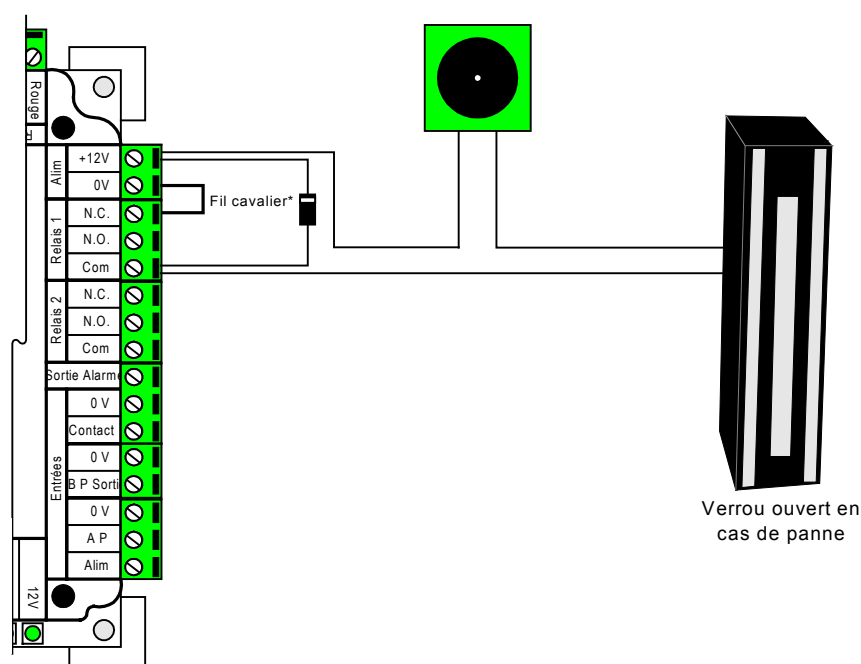 Rouge
Alim
+12V
0V
Relais 1
N.C.
N.O.
Com
Relais 2
N.C.
N.O.
Com
Sortie Alarme
Entrées
0 V
Contact
0 V
B P Sorti
0 V
A P
Alim
12V
Fil cavalier*
Verrou ouvert en
cas de panne